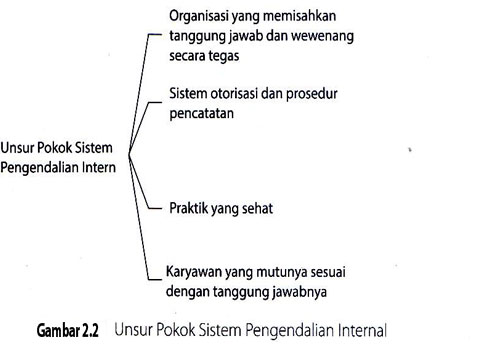 Organisasi yang memisahkan
tanggung jawab dan wewenang
secara tegas
Sistem otorisasi dan prosedur
pencatatan
Unsur Pokok Sistem
Pengendalian Intern
Praktik yang sehat
Karyawan yang mutunya sesuai
dengan tanggung jawabnya
Gambar 2.2 Unsur Pokok Sistem Pengendalian Internal